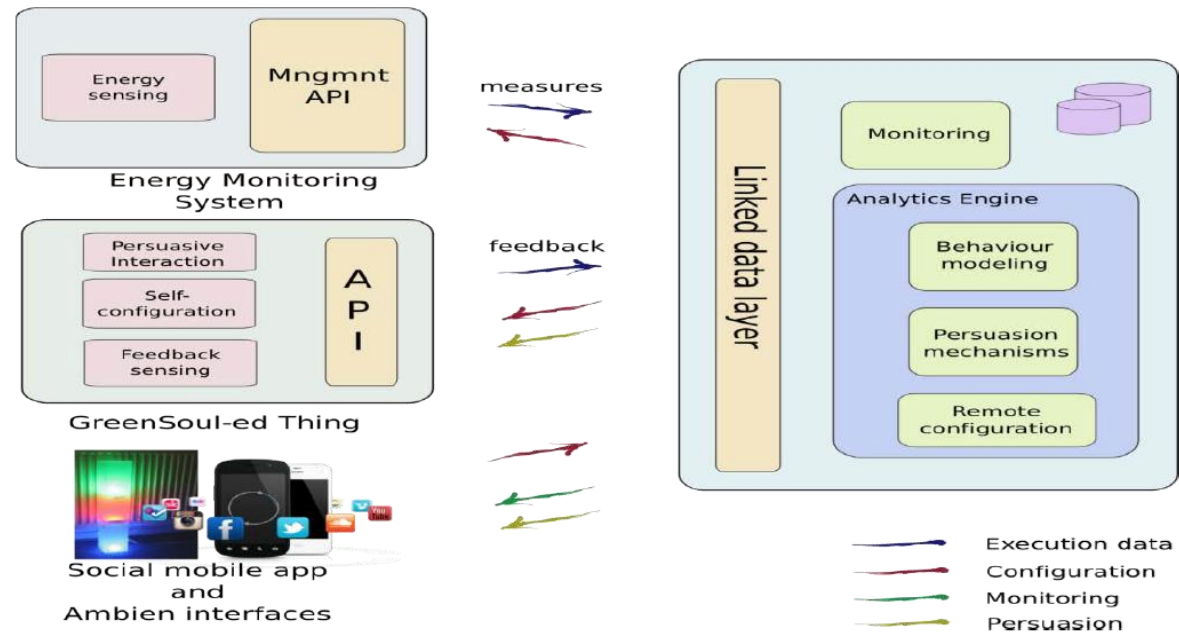 Energy
sensing
Mngmnt
API
Energy Monitoring
System
measures
Persuasive
Interaction
Self-
configuration
Feedback
sensing
A
P
I
GreenSoul-ed Thing
feedback
f
You
Tube
Social mobile app
and
Ambien interfaces
Linked data layer
Monitoring
Analytics Engine
Behaviour
modeling
Persuasion
mechanisms
Remote
configuration
Execution data
Configuration
Monitoring
Persuasion